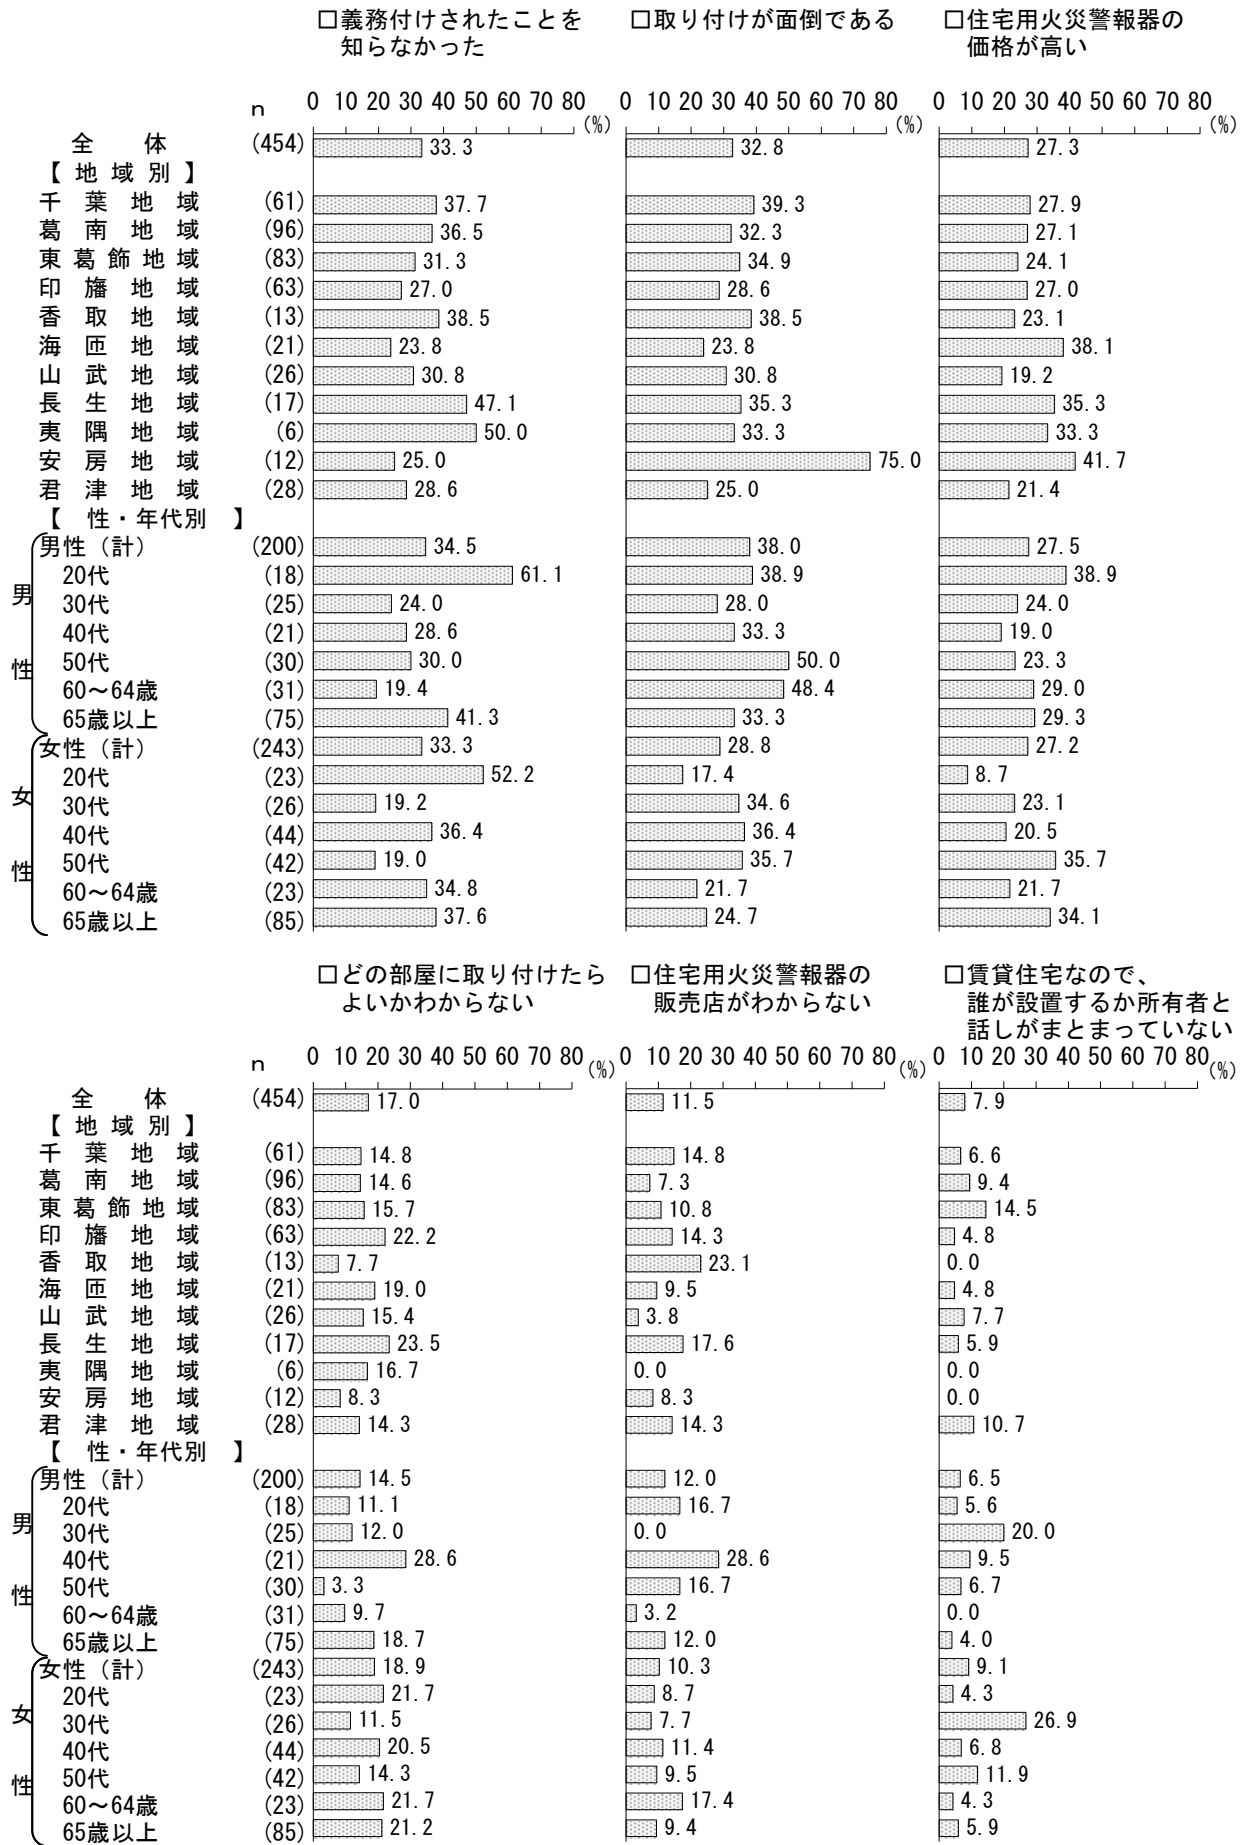 □義務付けされたことを 知らなかった
□取り付けが面倒である
□住宅用火災警報器の 価格が高い
n 0 10 20 30 40 50 60 70 80 (%) 0 10 20 30 40 50 60 70 80 (%) 0 10 20 30 40 50 60 70 80 (%)
全体 (454) 33.3 32.8 27.3
【地域別】
千葉地域 (61) 37.7 39.3 27.9
葛南地域 (96) 36.5 32.3 27.1
東葛飾地域 (83) 31.3 34.9 24.1
印旛地域 (63) 27.0 28.6 27.0
香取地域 (13) 38.5 38.5 23.1
海匝地域 (21) 23.8 23.8 38.1
山武地域 (26) 30.8 30.8 19.2
長生地域 (17) 47.1 35.3 35.3
夷隅地域 (6) 50.0 33.3 33.3
安房地域 (12) 25.0 75.0 41.7
君津地域 (28) 28.6 25.0 21.4
【性・年代別】
男性
男性（計） (200) 34.5 38.0 27.5
20代 (18) 61.1 38.9 38.9
30代 (25) 24.0 28.0 24.0
40代 (21) 28.6 33.3 19.0
50代 (30) 30.0 50.0 23.3
60～64歳 (31) 19.4 48.4 29.0
65歳以上 (75) 41.3 33.3 29.3
女性
女性（計） (243) 33.3 28.8 27.2
20代 (23) 52.2 17.4 8.7
30代 (26) 19.2 34.6 23.1
40代 (44) 36.4 36.4 20.5
50代 (42) 19.0 35.7 35.7
60～64歳 (23) 34.8 21.7 21.7
65歳以上 (85) 37.6 24.7 34.1
□どの部屋に取り付けたら よいかわからない
□住宅用火災警報器の 販売店がわからない
□賃貸住宅なので、 誰が設置するか所有者と 話しがまとまっていない
n 0 10 20 30 40 50 60 70 80 (%) 0 10 20 30 40 50 60 70 80 (%) 0 10 20 30 40 50 60 70 80 (%)
全体 (454) 17.0 11.5 7.9
【地域別】
千葉地域 (61) 14.8 14.8 6.6
葛南地域 (96) 14.6 7.3 9.4
東葛飾地域 (83) 15.7 10.8 14.5
印旛地域 (63) 22.2 14.3 4.8
香取地域 (13) 7.7 23.1 0.0
海匝地域 (21) 19.0 9.5 4.8
山武地域 (26) 15.4 3.8 7.7
長生地域 (17) 23.5 17.6 5.9
夷隅地域 (6) 16.7 0.0 0.0
安房地域 (12) 8.3 8.3 0.0
君津地域 (28) 14.3 14.3 10.7
【性・年代別】
男性
男性（計） (200) 14.5 12.0 6.5
20代 (18) 11.1 16.7 5.6
30代 (25) 12.0 0.0 20.0
40代 (21) 28.6 28.6 9.5
50代 (30) 3.3 16.7 6.7
60～64歳 (31) 9.7 3.2 0.0
65歳以上 (75) 18.7 12.0 4.0
女性
女性（計） (243) 18.9 10.3 9.1
20代 (23) 21.7 8.7 4.3
30代 (26) 11.5 7.7 26.9
40代 (44) 20.5 11.4 6.8
50代 (42) 14.3 9.5 11.9
60～64歳 (23) 21.7 17.4 4.3
65歳以上 (85) 21.2 9.4 5.9